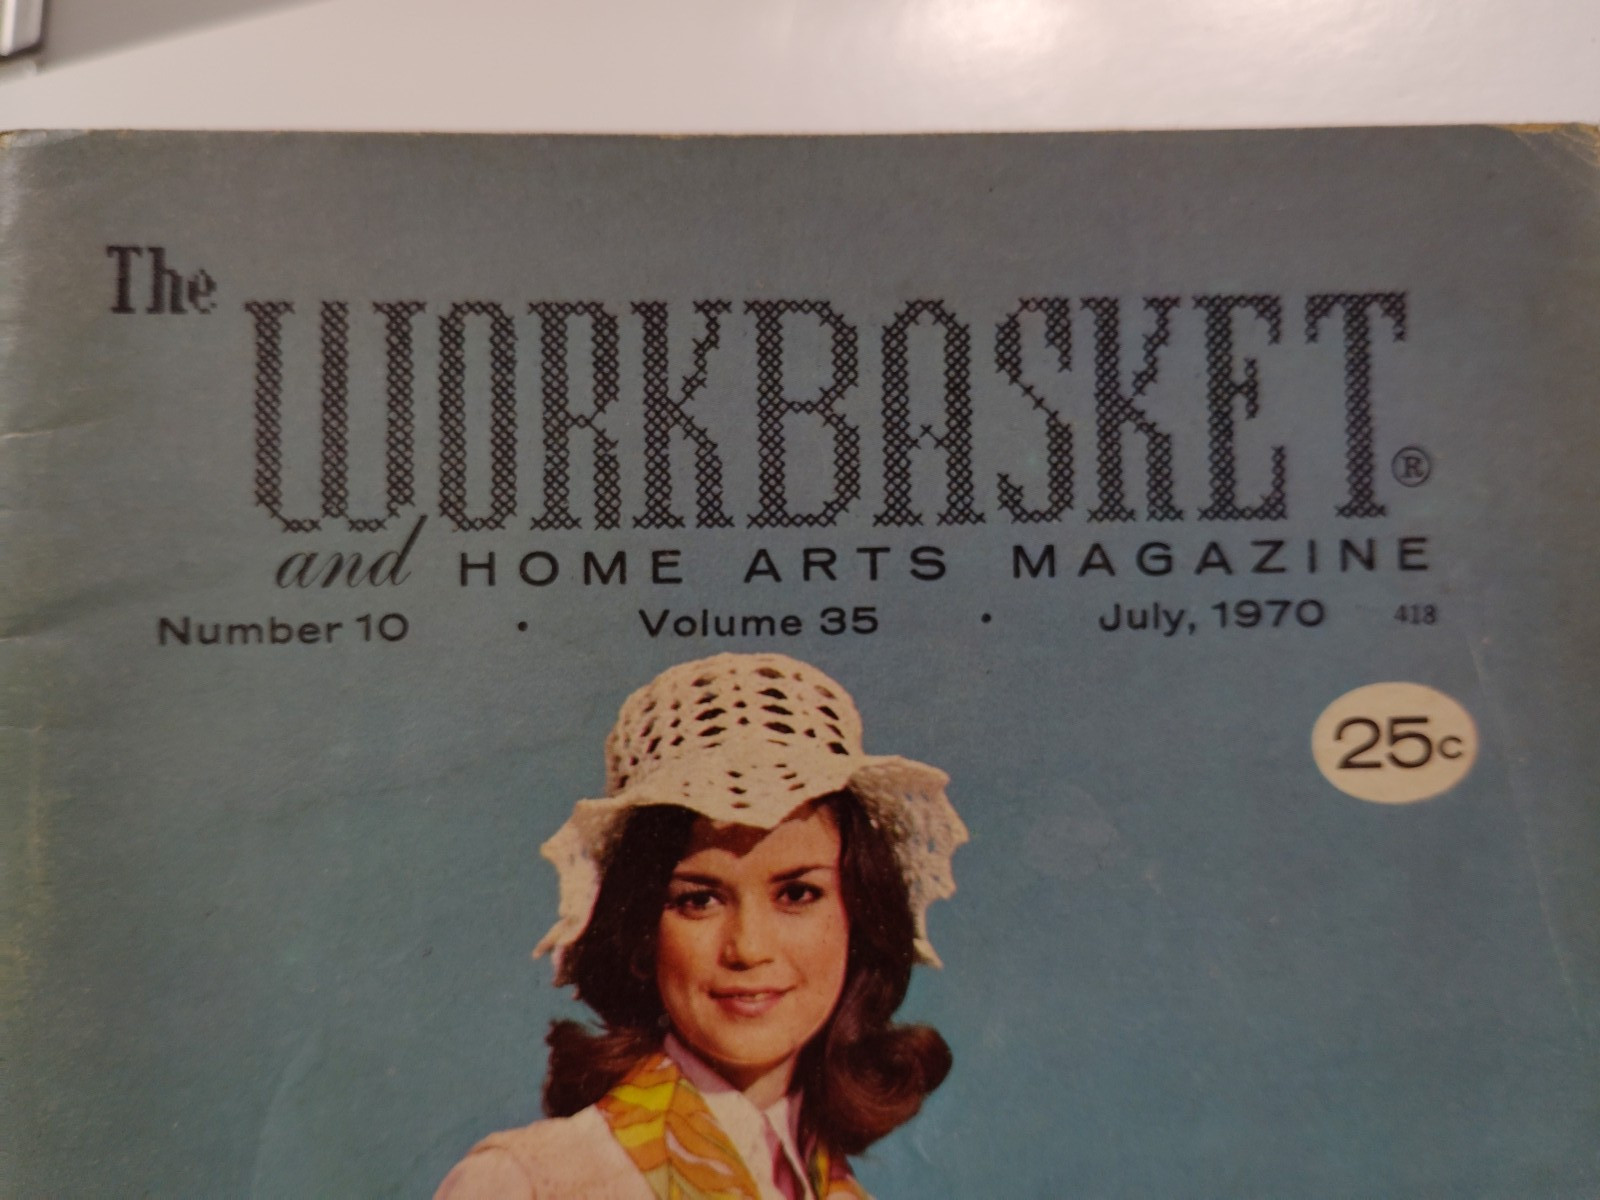 The WORKBASKET®
and HOME ARTS MAGAZINE
Number 10 • Volume 35 • July, 1970 418
25c